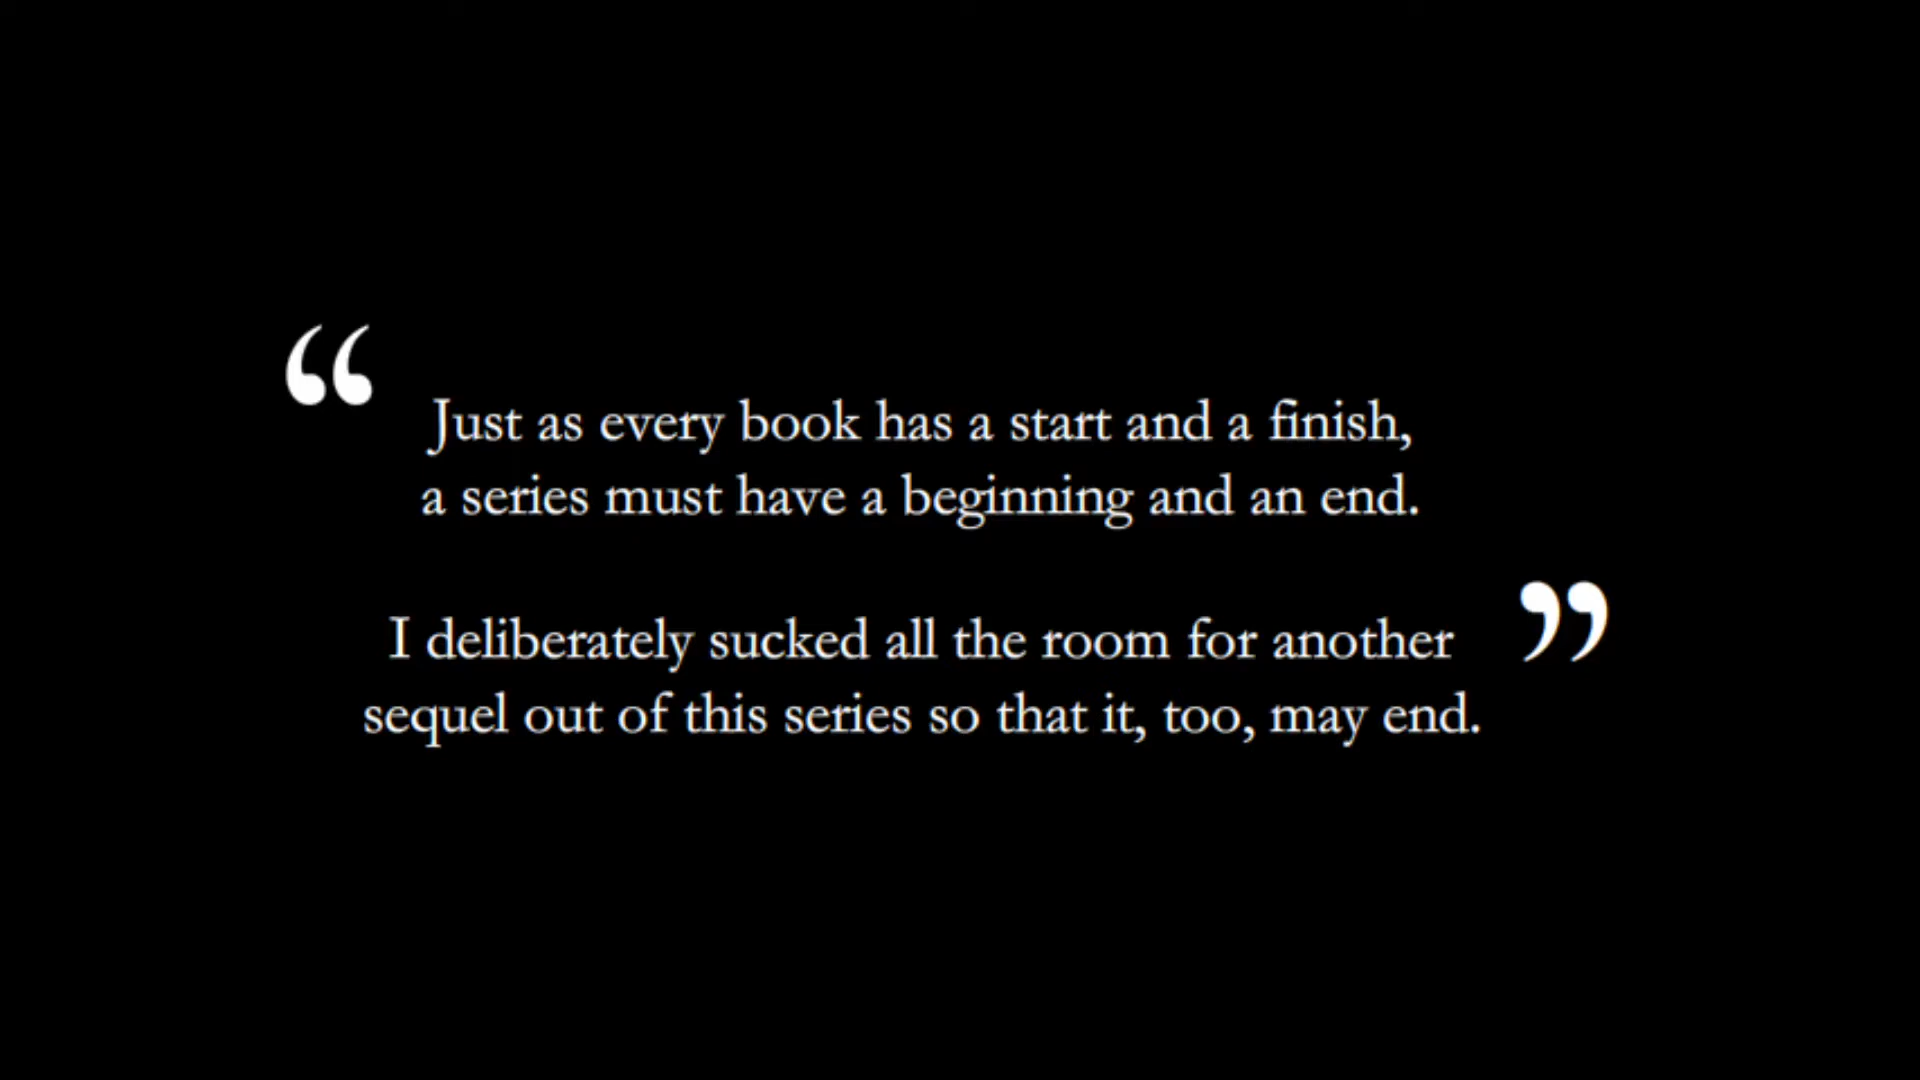 “Just as every book has a start and a finish,
a series must have a beginning and an end.
I deliberately sucked all the room for another
sequel out of this series so that it, too, may end.”